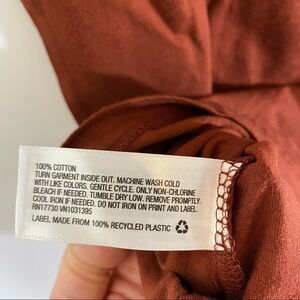 100% COTTON
TURN GARMENT INSIDE OUT. MACHINE WASH COLD
WITH LIKE COLORS. GENTLE CYCLE. ONLY NON-CHLORINE
BLEACH IF NEEDED. TUMBLE DRY LOW. REMOVE PROMPTLY.
COOL IRON IF NEEDED. DO NOT IRON ON PRINT AND LABEL.
RN17730 VN1031395
LABEL MADE FROM 100% RECYCLED PLASTIC